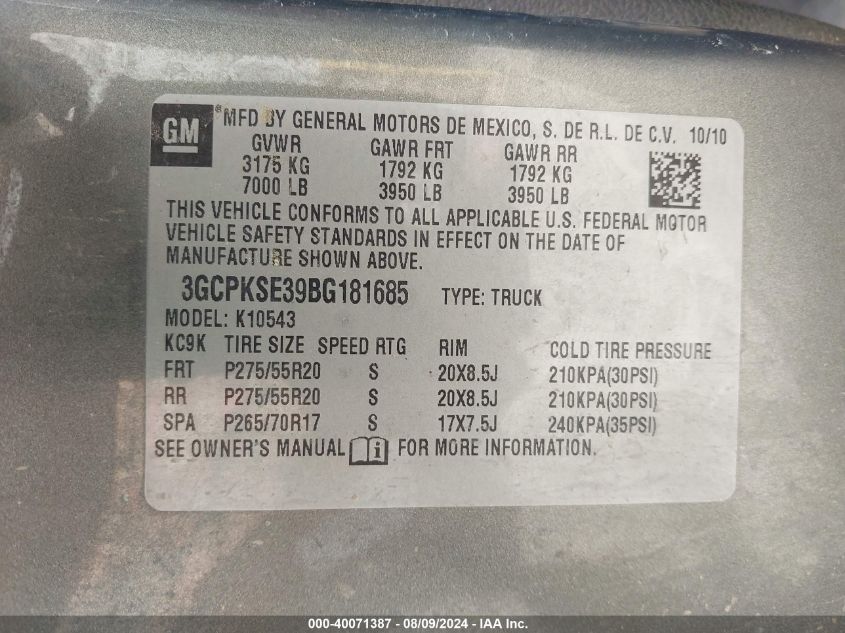 GM ® MFD BY GENERAL MOTORS DE MEXICO, S. DE R.L. DE C.V. 10/10
GVWR GAWR FRT GAWR RR
3175 KG 1792 KG 1792 KG
7000 LB 3950 LB 3950 LB
THIS VEHICLE CONFORMS TO ALL APPLICABLE U.S. FEDERAL MOTOR
VEHICLE SAFETY STANDARDS IN EFFECT ON THE DATE OF
MANUFACTURE SHOWN ABOVE.
3GCPKSE39BG181685 TYPE: TRUCK
MODEL: K10543
KC9K TIRE SIZE SPEED RTG RIM COLD TIRE PRESSURE
FRT P275/55R20 S 20X8.5J 210KPA(30PSI)
RR P275/55R20 S 20X8.5J 210KPA(30PSI)
SPA P265/70R17 S 17X7.5J 240KPA(35PSI)
SEE OWNER'S MANUAL i FOR MORE INFORMATION.
000-40071387 - 08/09/2024 - IAA Inc.